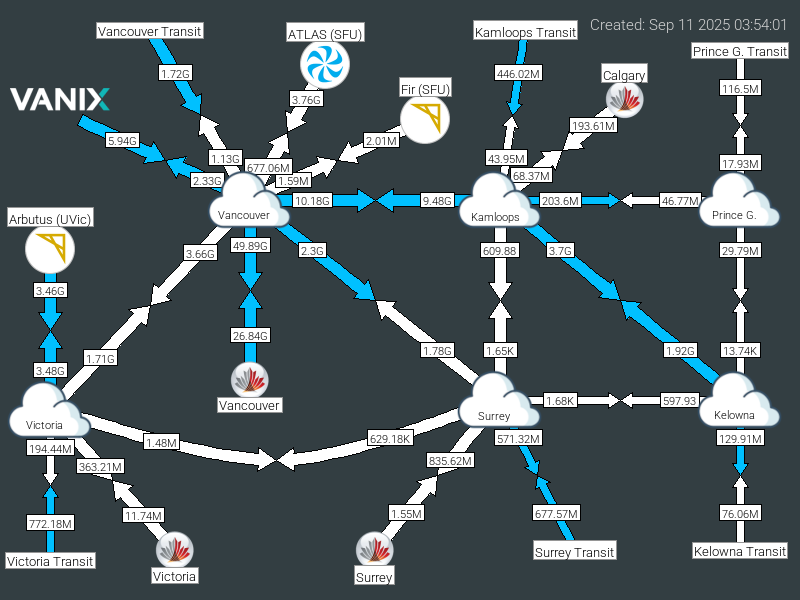 Created: Sep 11 2025 03:54:01
Vancouver Transit
ATLAS (SFU)
Kamloops Transit
Prince G. Transit
1.72G
446.02M
Calgary
Fir (SFU)
116.5M
VANIX
3.76G
193.61M
5.94G
2.01M
1.13G
43.95M
17.93M
677.06M
68.37M
2.33G
1.59M
10.18G
9.48G
203.6M
46.77M
Vancouver
Kamloops
Prince G.
Arbutus (UVic)
49.89G
3.66G
2.3G
609.88
3.7G
29.79M
3.46G
26.84G
1.71G
1.78G
1.65K
1.92G
13.74K
3.48G
Vancouver
1.68K
597.93
Victoria
Surrey
Kelowna
1.48M
629.18K
571.32M
129.91M
194.44M
363.21M
835.62M
11.74M
1.55M
677.57M
76.06M
772.18M
Victoria Transit
Victoria
Surrey
Surrey Transit
Kelowna Transit